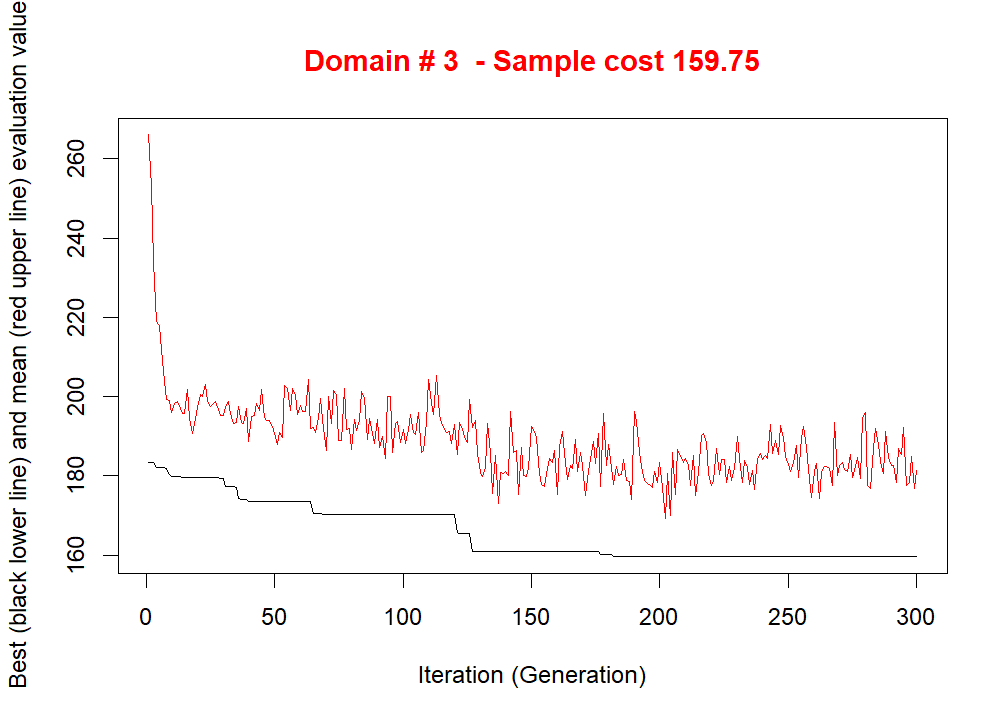 Domain # 3  - Sample cost 159.75
Best (black lower line) and mean (red upper line) evaluation value
260
240
220
200
180
160
0 50 100 150 200 250 300
Iteration (Generation)